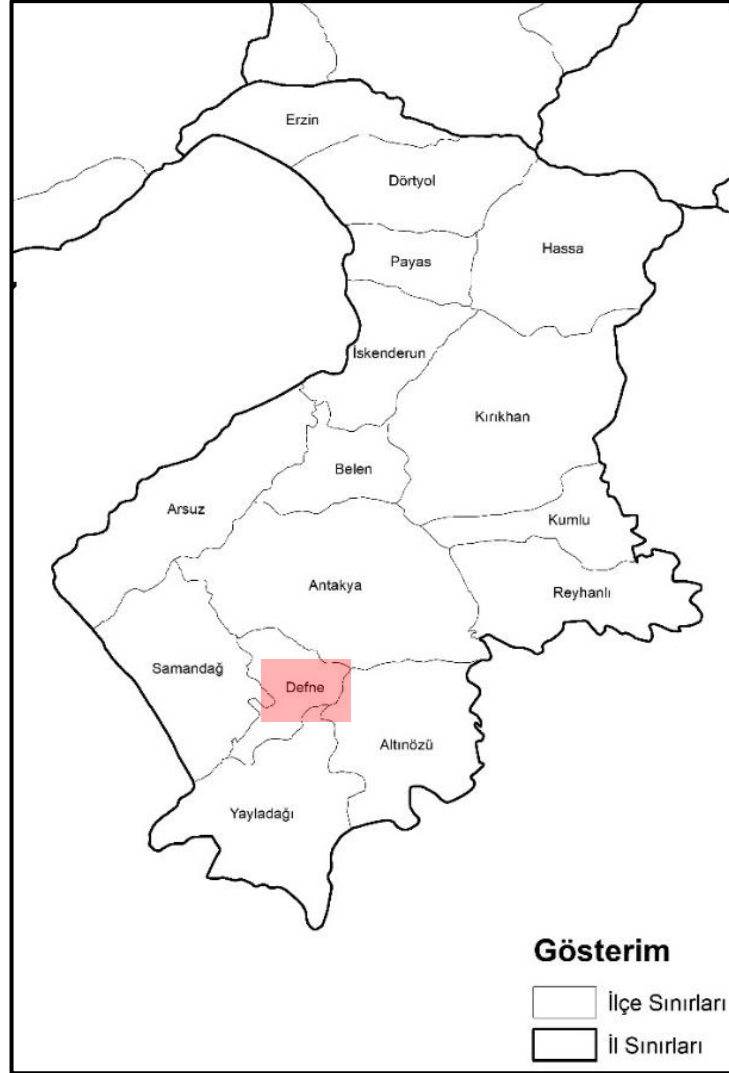 Erzin
Dörtyol
Hassa
Payas
İskenderun
Kırıkhan
Belen
Arsuz
Kumlu
Antakya
Reyhanlı
Samandağ
Defne
Altınözü
Yayladağı
Gösterim
İlçe Sınırları
İl Sınırları